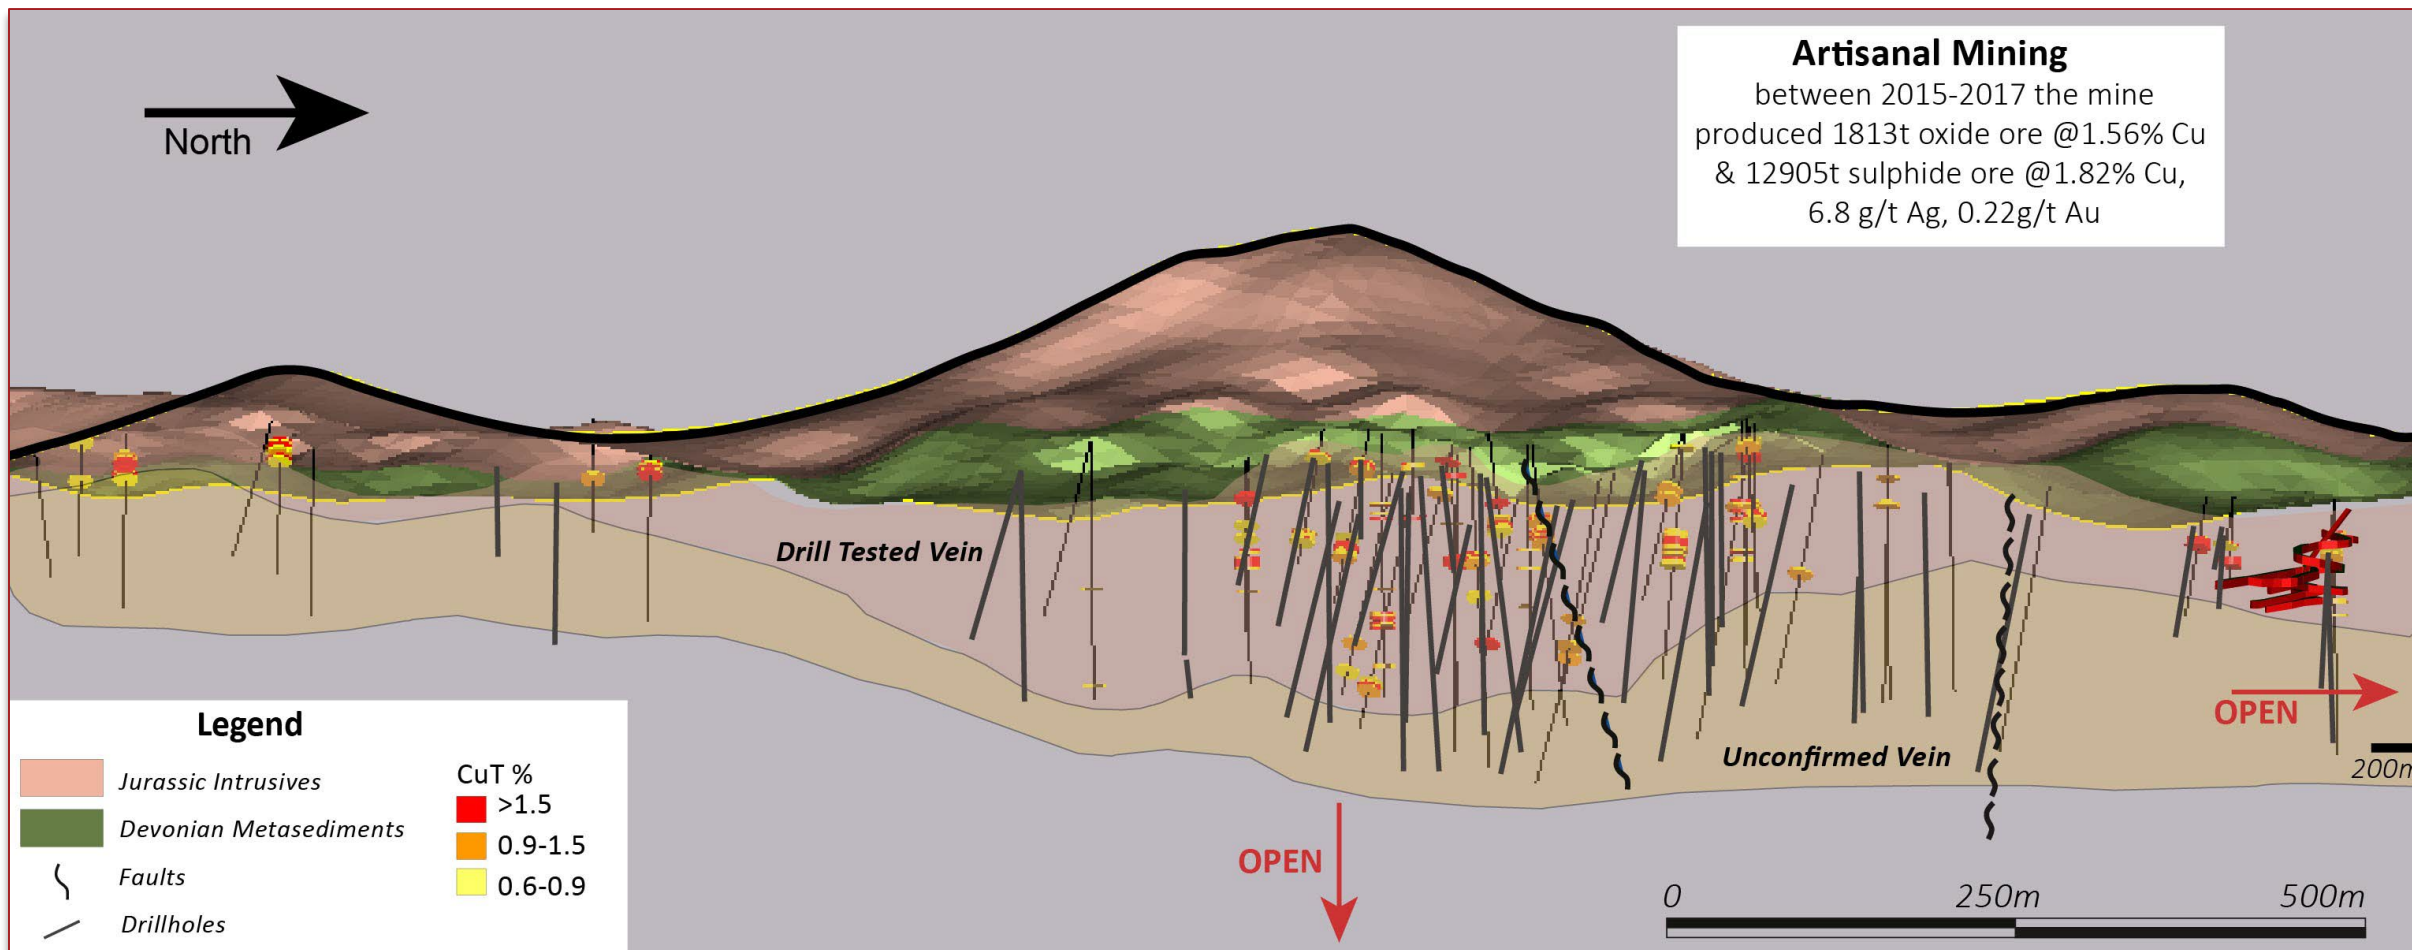 North
Artisanal Mining
between 2015-2017 the mine
produced 1813t oxide ore @1.56% Cu
& 12905t sulphide ore @1.82% Cu,
6.8 g/t Ag, 0.22g/t Au
Drill Tested Vein
Unconfirmed Vein
OPEN
200m
OPEN
Legend
Jurassic Intrusives
Devonian Metasediments
Faults
Drillholes
CuT %
>1.5
0.9-1.5
0.6-0.9
0 250m 500m